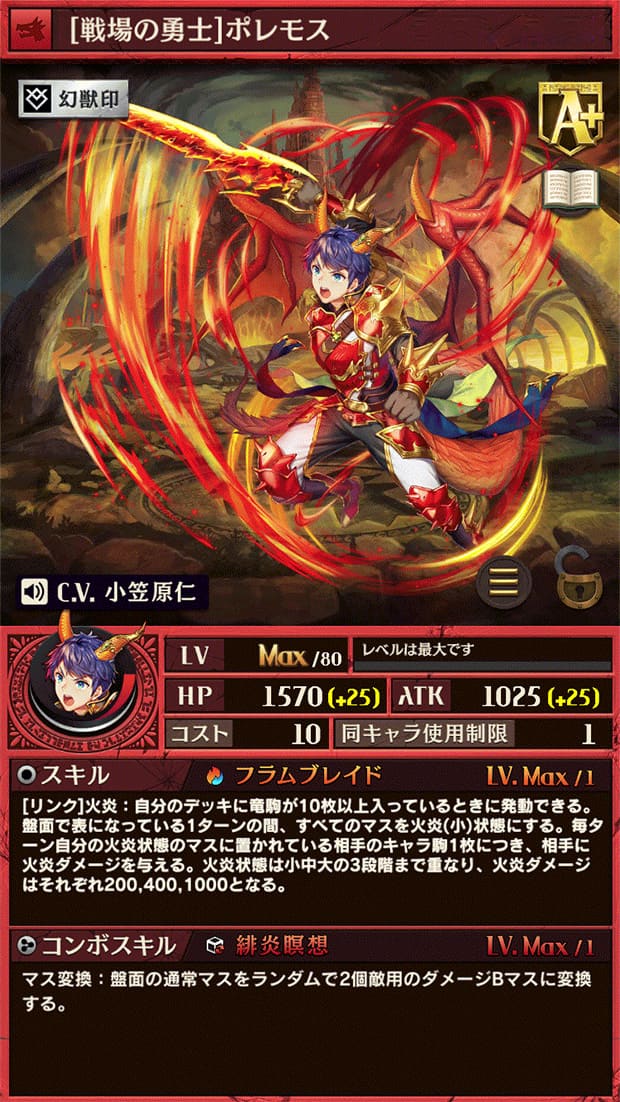 [戦場の勇士]ポレモス
幻獣印
A+
C.V. 小笠原仁
LV Max/80 レベルは最大です
HP 1570(+25) ATK 1025(+25)
コスト 10 同キャラ使用制限 1
スキル フラムブレイド LV. Max/1
[リンク]火炎：自分のデッキに竜駒が10枚以上入っているときに発動できる。
盤面で表になっている1ターンの間、すべてのマスを火炎(小)状態にする。毎タ
ーン自分の火炎状態のマスに置かれている相手のキャラ駒1枚につき、相手に
火炎ダメージを与える。火炎状態は小中大の3段階まで重なり、火炎ダメージ
はそれぞれ200,400,1000となる。
コンボスキル 緋炎瞑想 LV. Max/1
マス変換：盤面の通常マスをランダムで2個敵用のダメージBマスに変換
する。